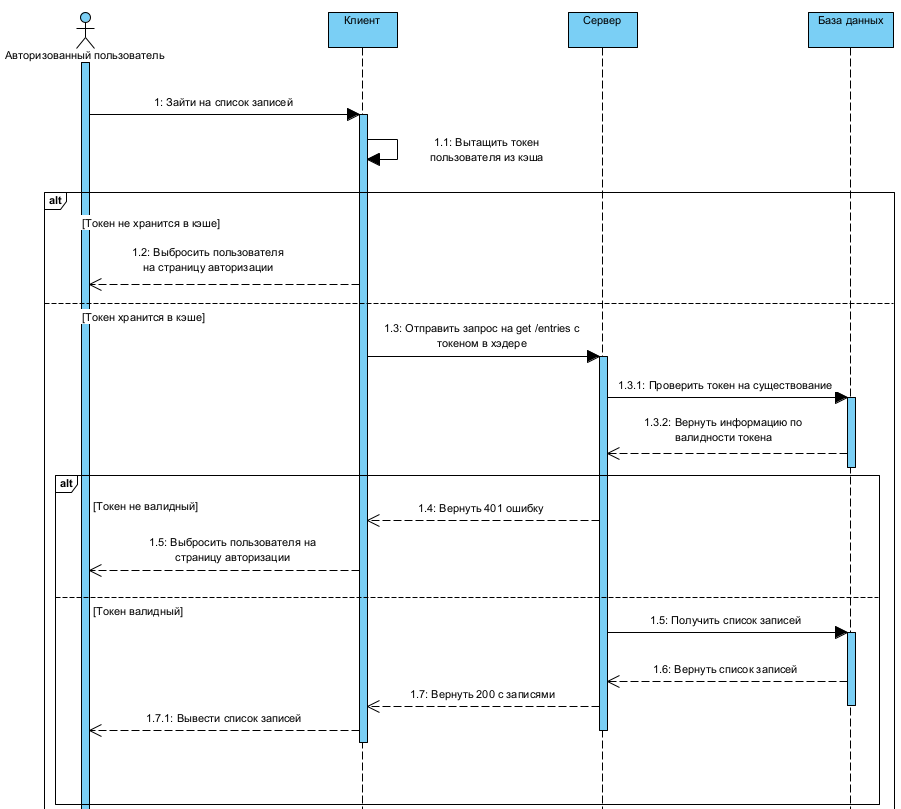 Клиент
Сервер
База данных
Авторизованный пользователь
1: Зайти на список записей
1.1: Вытащить токен
пользователя из кэша
alt
[Токен не хранится в кэше]
1.2: Выбросить пользователя
на страницу авторизации
[Токен хранится в кэше]
1.3: Отправить запрос на get /entries с
токеном в хэдере
1.3.1: Проверить токен на существование
1.3.2: Вернуть информацию по
валидности токена
alt
[Токен не валидный]
1.4: Вернуть 401 ошибку
1.5: Выбросить пользователя на
страницу авторизации
[Токен валидный]
1.5: Получить список записей
1.6: Вернуть список записей
1.7: Вернуть 200 с записями
1.7.1: Вывести список записей